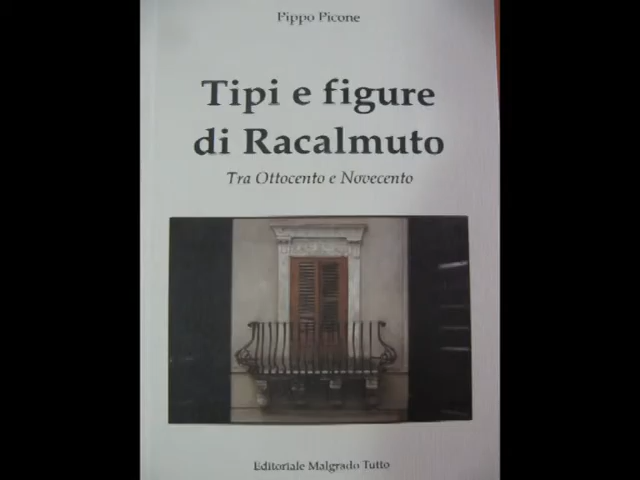 Pippo Picone
Tipi e figure
di Racalmuto
Tra Ottocento e Novecento
Editoriale Malgrado Tutto